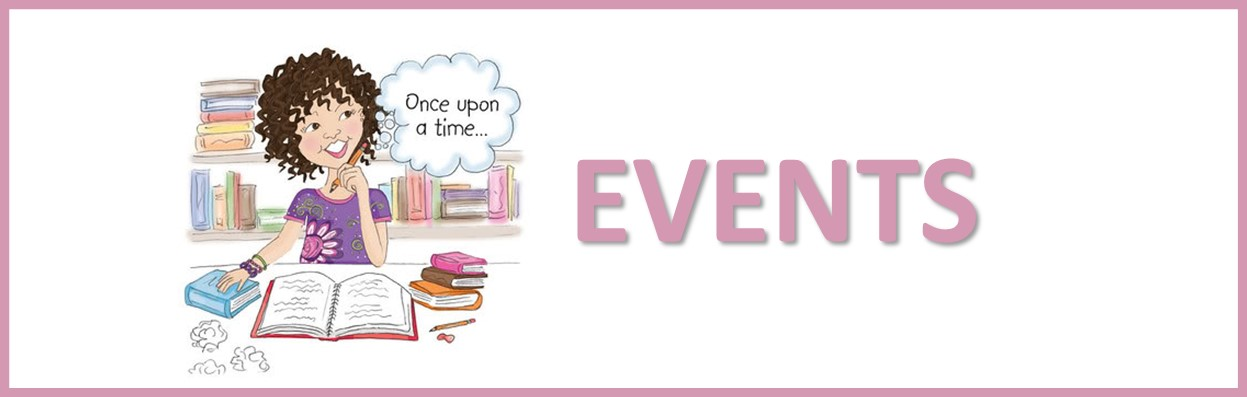 Once upon
a time...
EVENTS